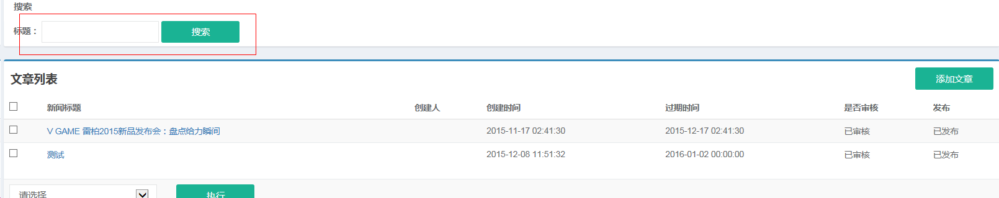 搜索
标题： 搜索
文章列表 添加文章
新闻标题 创建人 创建时间 过期时间 是否审核 发布
V GAME 雷柏2015新品发布会：盘点给力瞬间 2015-11-17 02:41:30 2015-12-17 02:41:30 已审核 已发布
测试 2015-12-08 11:51:32 2016-01-02 00:00:00 已审核 已发布
请选择 执行